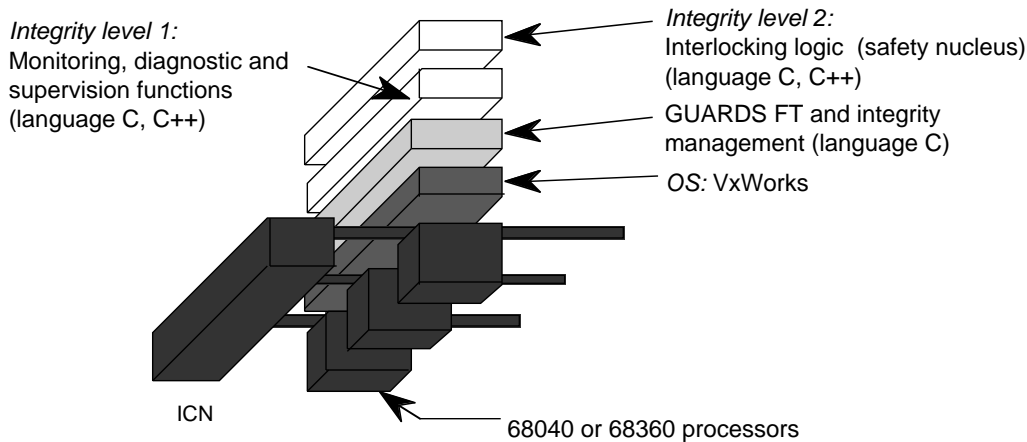 Integrity level 1:
Monitoring, diagnostic and
supervision functions
(language C, C++)
Integrity level 2:
Interlocking logic (safety nucleus)
(language C, C++)
GUARDS FT and integrity
management (language C)
OS: VxWorks
ICN
68040 or 68360 processors